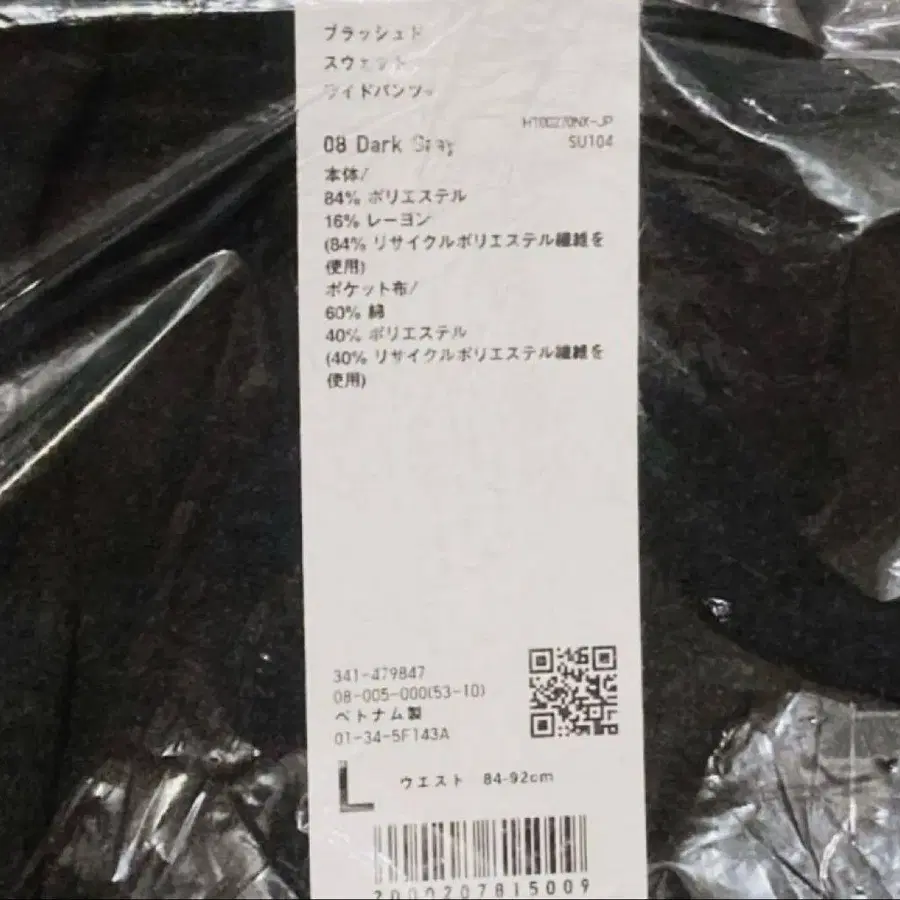 ブラッシュド
スウェット
ワイドパンツ
08 Dark Gray
SU104
本体/
84% ポリエステル
16% レーヨン
(84% リサイクルポリエステル繊維を
使用)
ポケット布/
60% 綿
40% ポリエステル
(40% リサイクルポリエステル繊維を
使用)
341-479847
08-005-000(53-10)
ベトナム製
01-34-5F143A
L ウエスト 84-92cm
2000207815009